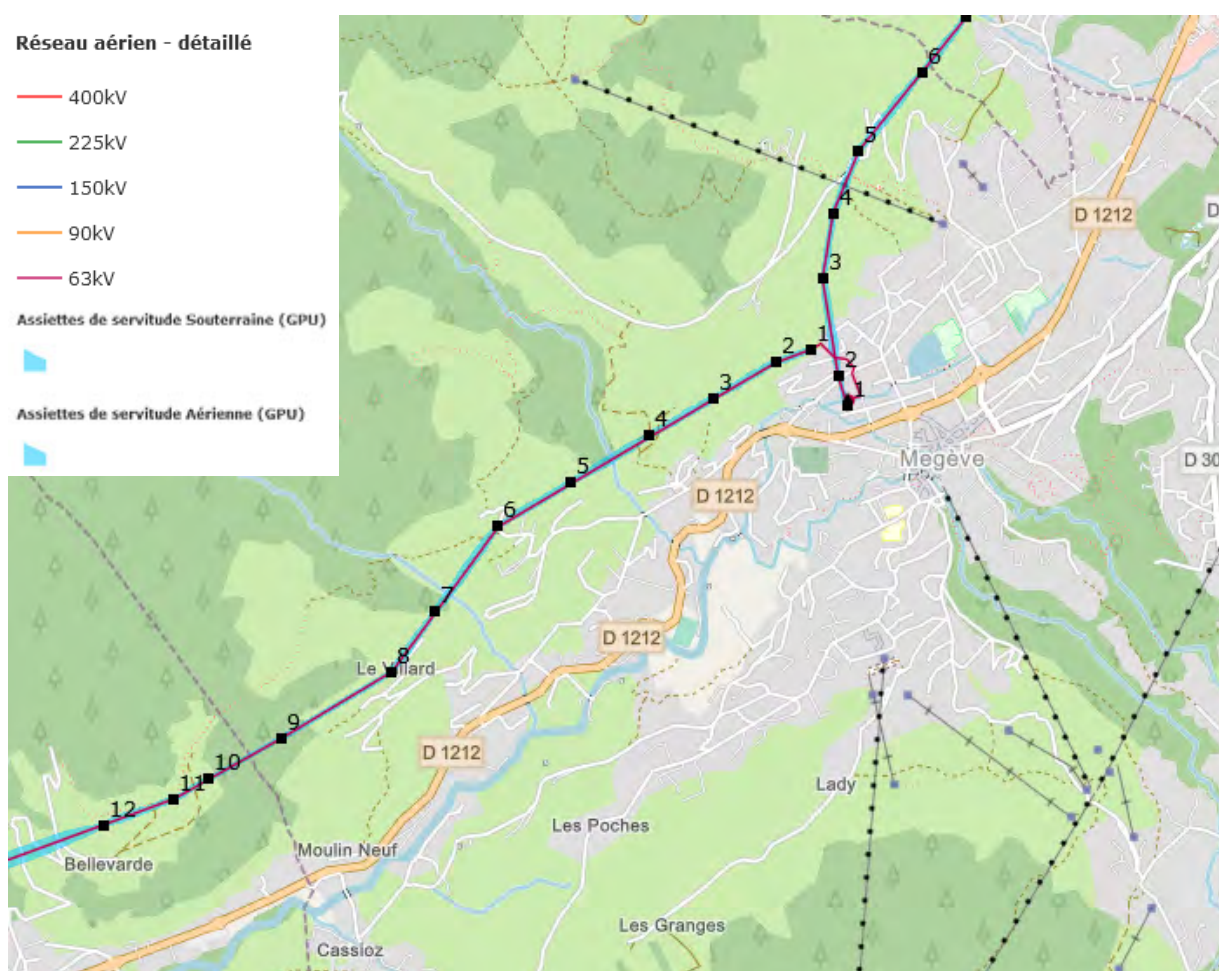 Réseau aérien - détaillé
400kV
225kV
150kV
90kV
63kV
Assiettes de servitude Souterraine (GPU)
Assiettes de servitude Aérienne (GPU)
6
5
4
D 1212
D
3
1
2
2
1
3
4
Megève
D 30
5
D 1212
6
7
D 1212
8
Le Villard
9
D 1212
10
11
12
Lady
Les Poches
Moulin Neuf
Bellevarde
Les Granges
Cassioz